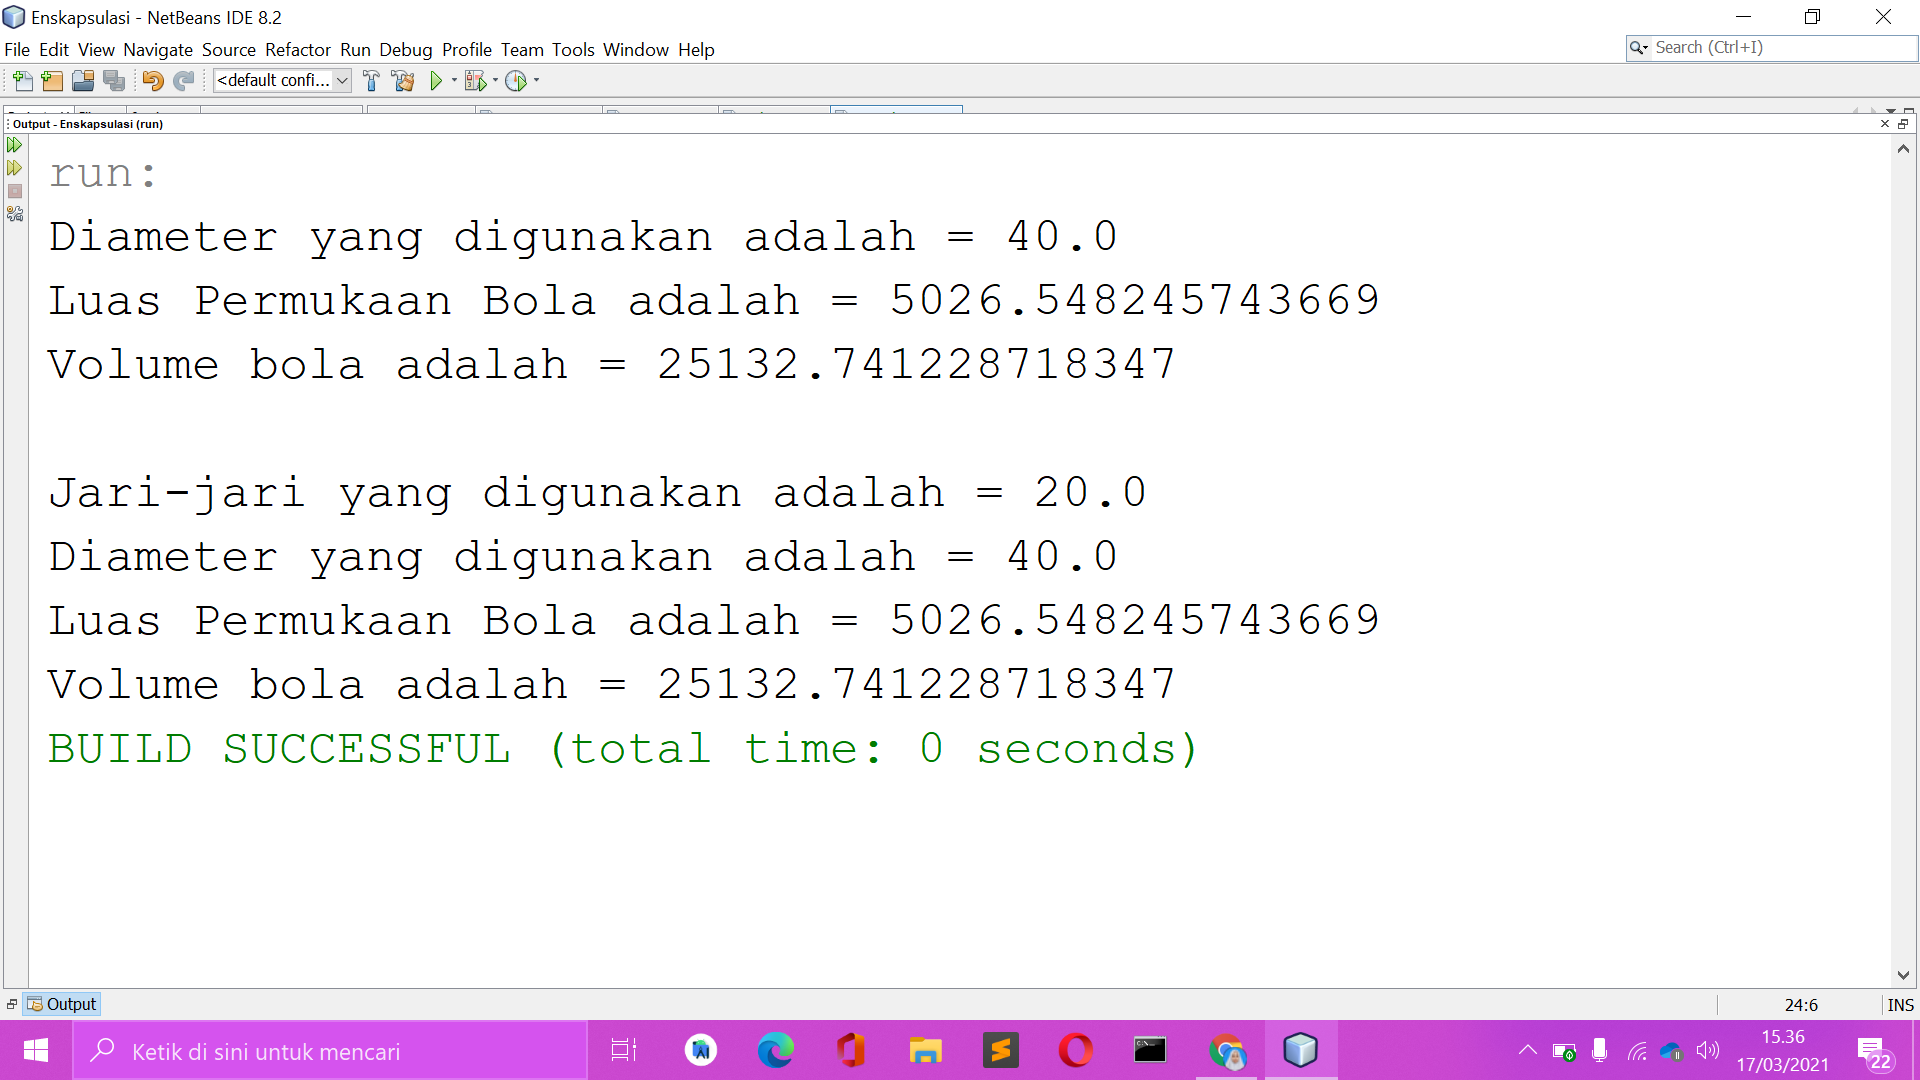 Enskapsulasi - NetBeans IDE 8.2
File Edit View Navigate Source Refactor Run Debug Profile Team Tools Window Help
Search (Ctrl+I)
<default confi...
Output - Enskapsulasi (run)
run:
Diameter yang digunakan adalah = 40.0
Luas Permukaan Bola adalah = 5026.548245743669
Volume bola adalah = 25132.741228718347
Jari-jari yang digunakan adalah = 20.0
Diameter yang digunakan adalah = 40.0
Luas Permukaan Bola adalah = 5026.548245743669
Volume bola adalah = 25132.741228718347
BUILD SUCCESSFUL (total time: 0 seconds)
Output
24:6
INS
Ketik di sini untuk mencari
15.36
17/03/2021
22